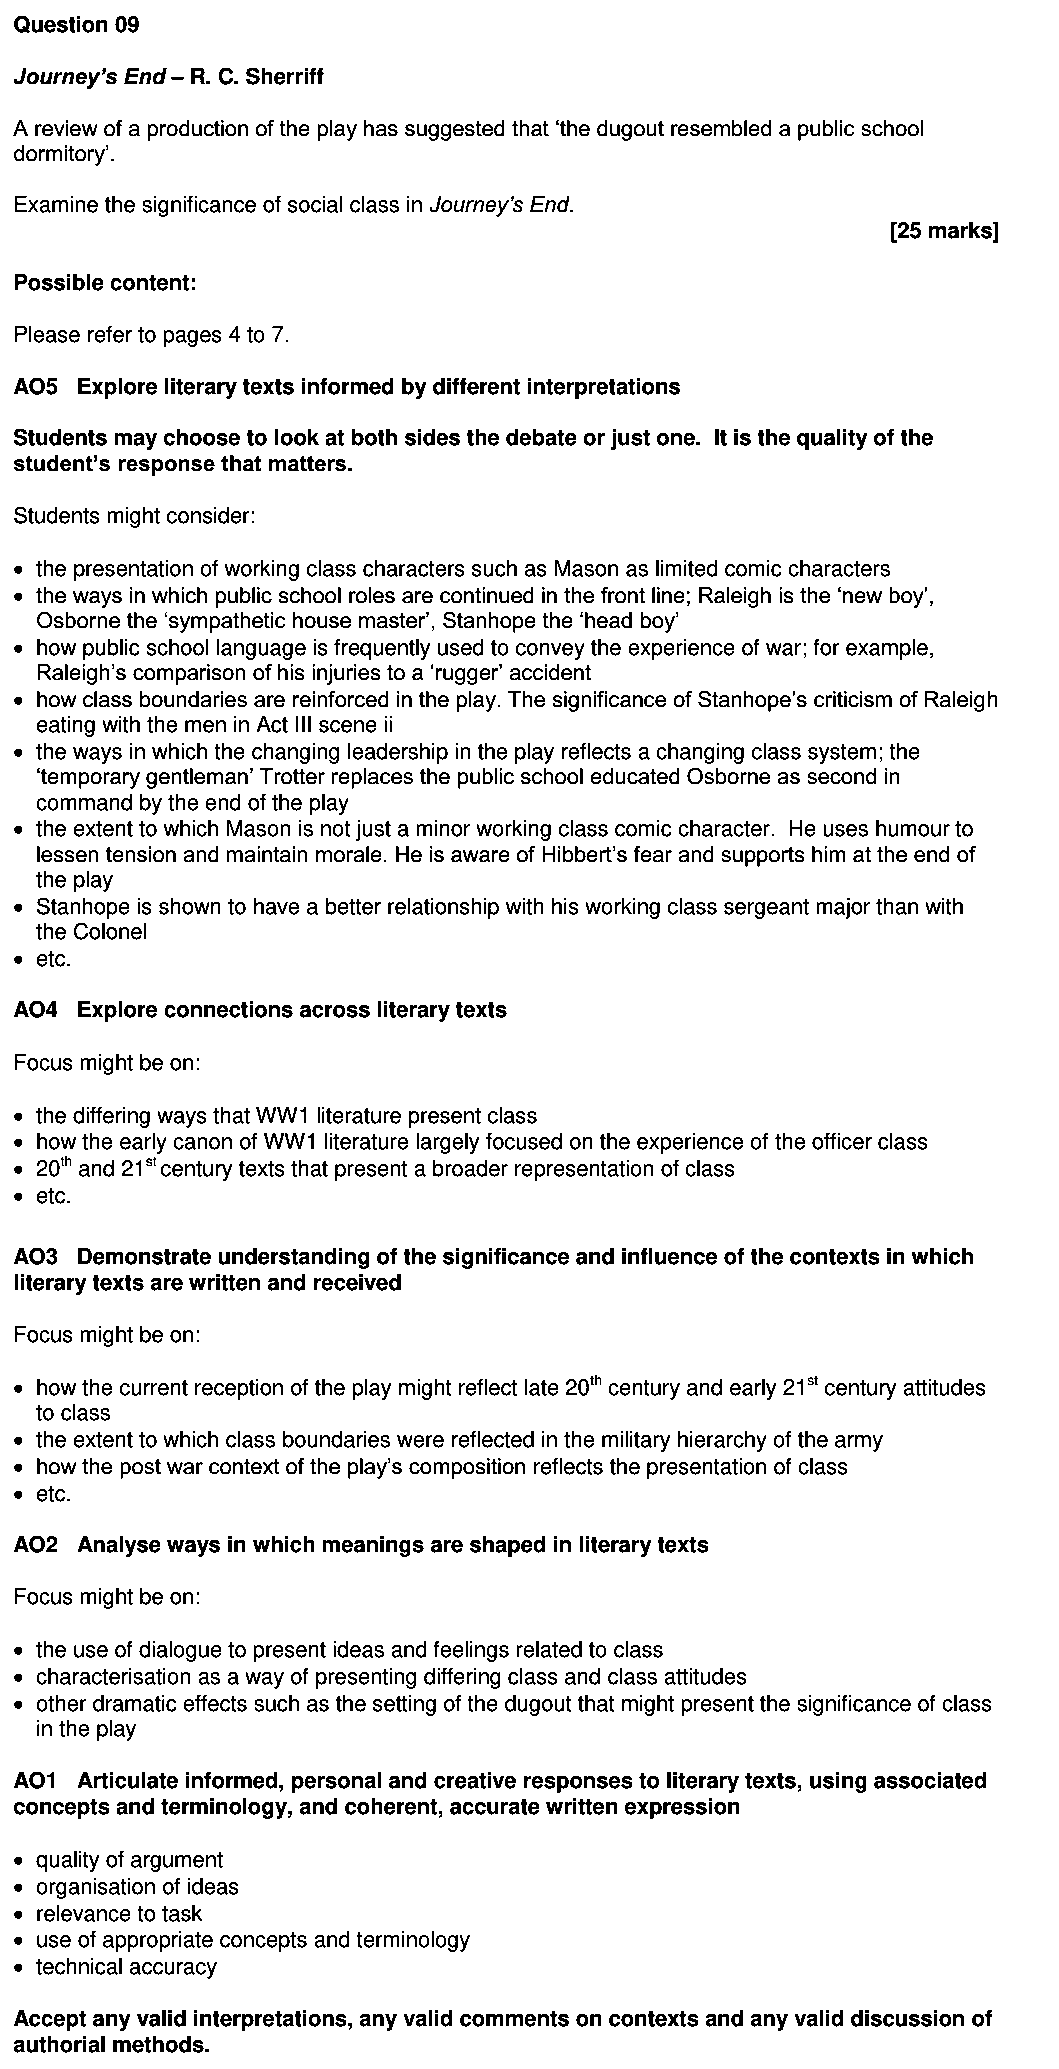 Question 09
Journey's End – R. C. Sherriff
A review of a production of the play has suggested that 'the dugout resembled a public school
dormitory'.
Examine the significance of social class in Journey's End.
[25 marks]
Possible content:
Please refer to pages 4 to 7.
AO5 Explore literary texts informed by different interpretations
Students may choose to look at both sides the debate or just one. It is the quality of the
student's response that matters.
Students might consider:
• the presentation of working class characters such as Mason as limited comic characters
• the ways in which public school roles are continued in the front line; Raleigh is the 'new boy',
Osborne the 'sympathetic house master', Stanhope the 'head boy'
• how public school language is frequently used to convey the experience of war; for example,
Raleigh's comparison of his injuries to a 'rugger' accident
• how class boundaries are reinforced in the play. The significance of Stanhope's criticism of Raleigh
eating with the men in Act III scene ii
• the ways in which the changing leadership in the play reflects a changing class system; the
'temporary gentleman' Trotter replaces the public school educated Osborne as second in
command by the end of the play
• the extent to which Mason is not just a minor working class comic character. He uses humour to
lessen tension and maintain morale. He is aware of Hibbert's fear and supports him at the end of
the play
• Stanhope is shown to have a better relationship with his working class sergeant major than with
the Colonel
• etc.
AO4 Explore connections across literary texts
Focus might be on:
• the differing ways that WW1 literature present class
• how the early canon of WW1 literature largely focused on the experience of the officer class
• 20th and 21st century texts that present a broader representation of class
• etc.
AO3 Demonstrate understanding of the significance and influence of the contexts in which
literary texts are written and received
Focus might be on:
• how the current reception of the play might reflect late 20th century and early 21st century attitudes
to class
• the extent to which class boundaries were reflected in the military hierarchy of the army
• how the post war context of the play's composition reflects the presentation of class
• etc.
AO2 Analyse ways in which meanings are shaped in literary texts
Focus might be on:
• the use of dialogue to present ideas and feelings related to class
• characterisation as a way of presenting differing class and class attitudes
• other dramatic effects such as the setting of the dugout that might present the significance of class
in the play
AO1 Articulate informed, personal and creative responses to literary texts, using associated
concepts and terminology, and coherent, accurate written expression
• quality of argument
• organisation of ideas
• relevance to task
• use of appropriate concepts and terminology
• technical accuracy
Accept any valid interpretations, any valid comments on contexts and any valid discussion of
authorial methods.